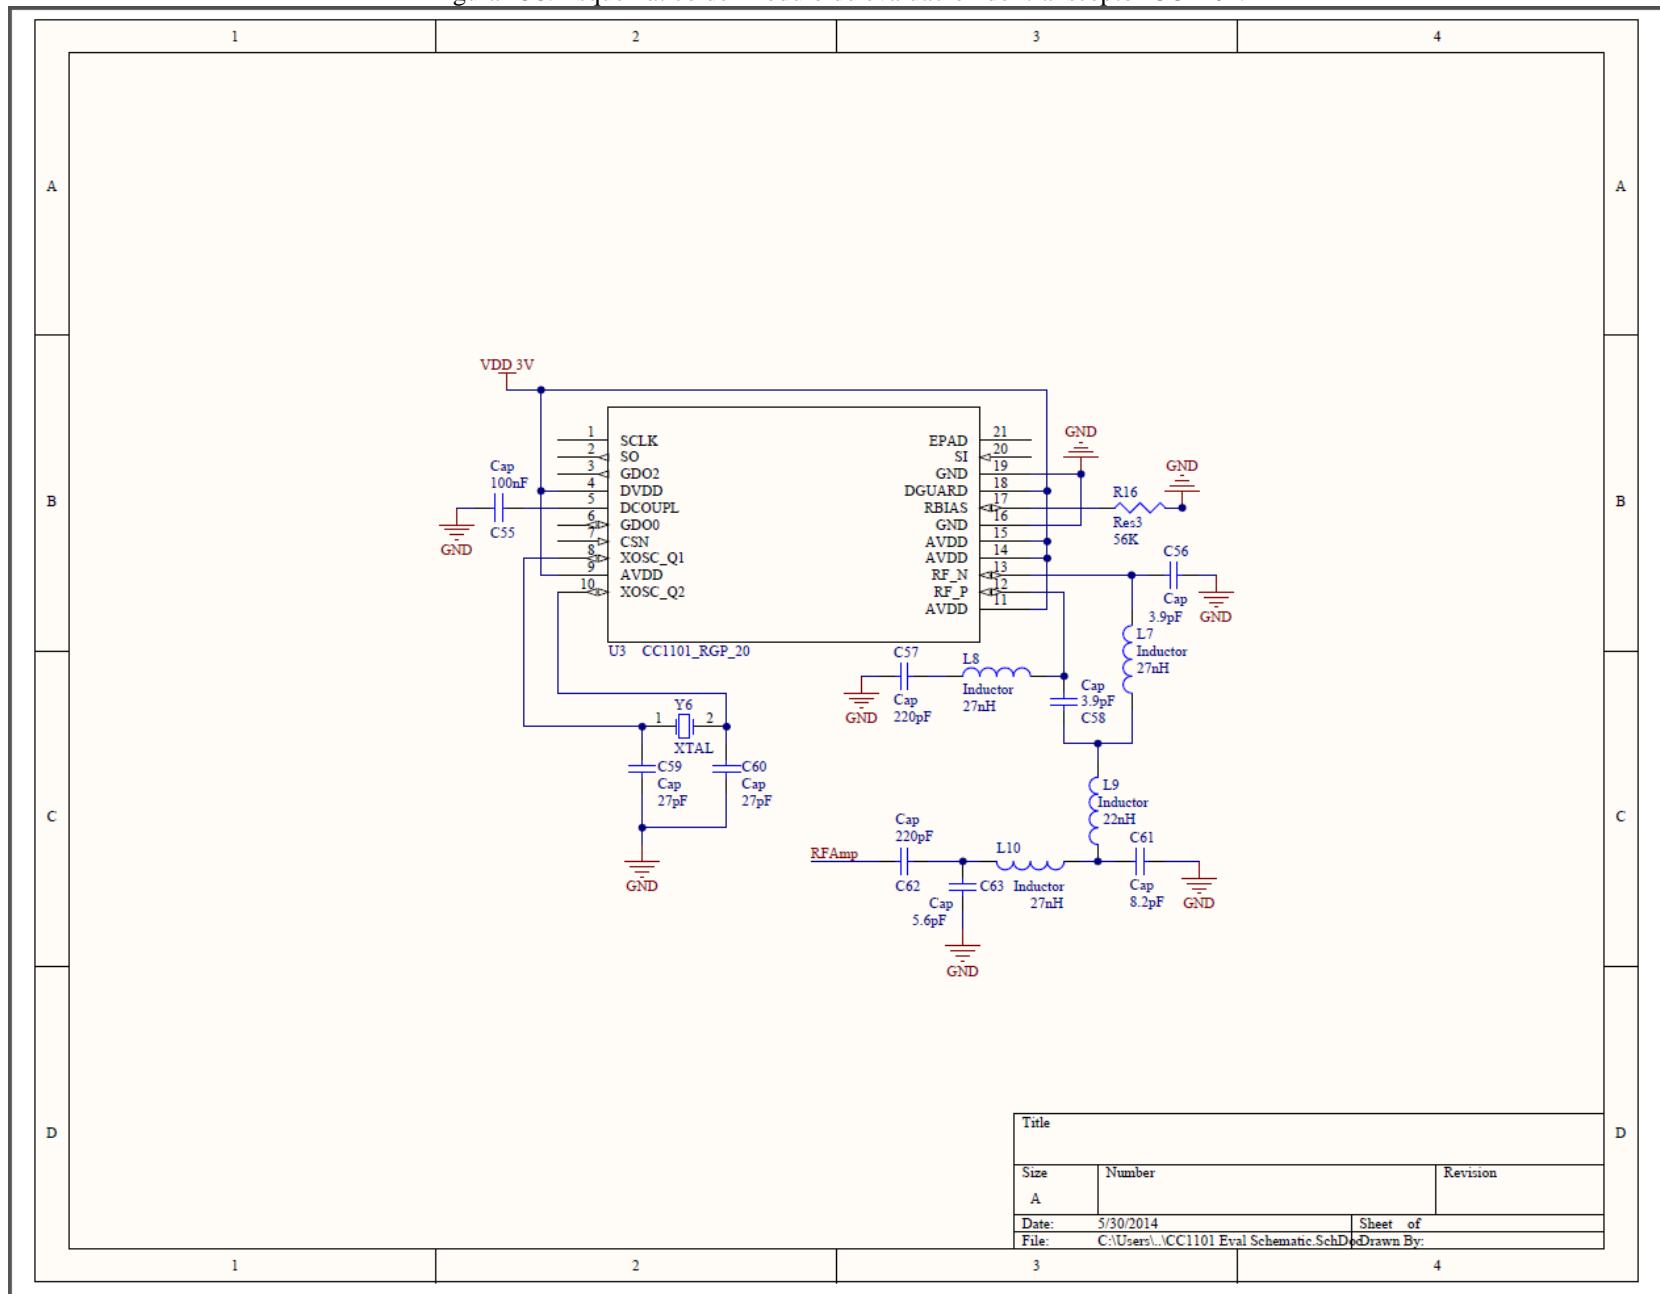 1 2 3 4
A A
VDD 3V
1 SCLK
2 SO
3 GDO2
4 DVDD
5 DCOUPL
6 GDO0
7 CSN
8 XOSC_Q1
9 AVDD
10 XOSC_Q2
EPAD 21
SI 20
GND 19
DGUARD 18
RBIAS 17
GND 16
AVDD 15
AVDD 14
RF_N 13
RF_P 12
AVDD 11
U3 CC1101_RGP_20
Cap
100nF
C55
GND
GND
GND
R16
Res3
56K
B B
C56
Cap
3.9pF
GND
L7
Inductor
27nH
C57
Cap
220pF
GND
L8
Inductor
27nH
Cap
3.9pF
C58
Y6
1 2
XTAL
C59
Cap
27pF
C60
Cap
27pF
GND
L9
Inductor
22nH
C C
RFAmp
Cap
220pF
C62
L10
Inductor
27nH
C61
Cap
8.2pF
GND
C63
Cap
5.6pF
GND
D D
Title
Size Number Revision
A
Date: 5/30/2014 Sheet of
File: C:\Users\..\CC1101 Eval Schematic.SchDoc Drawn By:
1 2 3 4